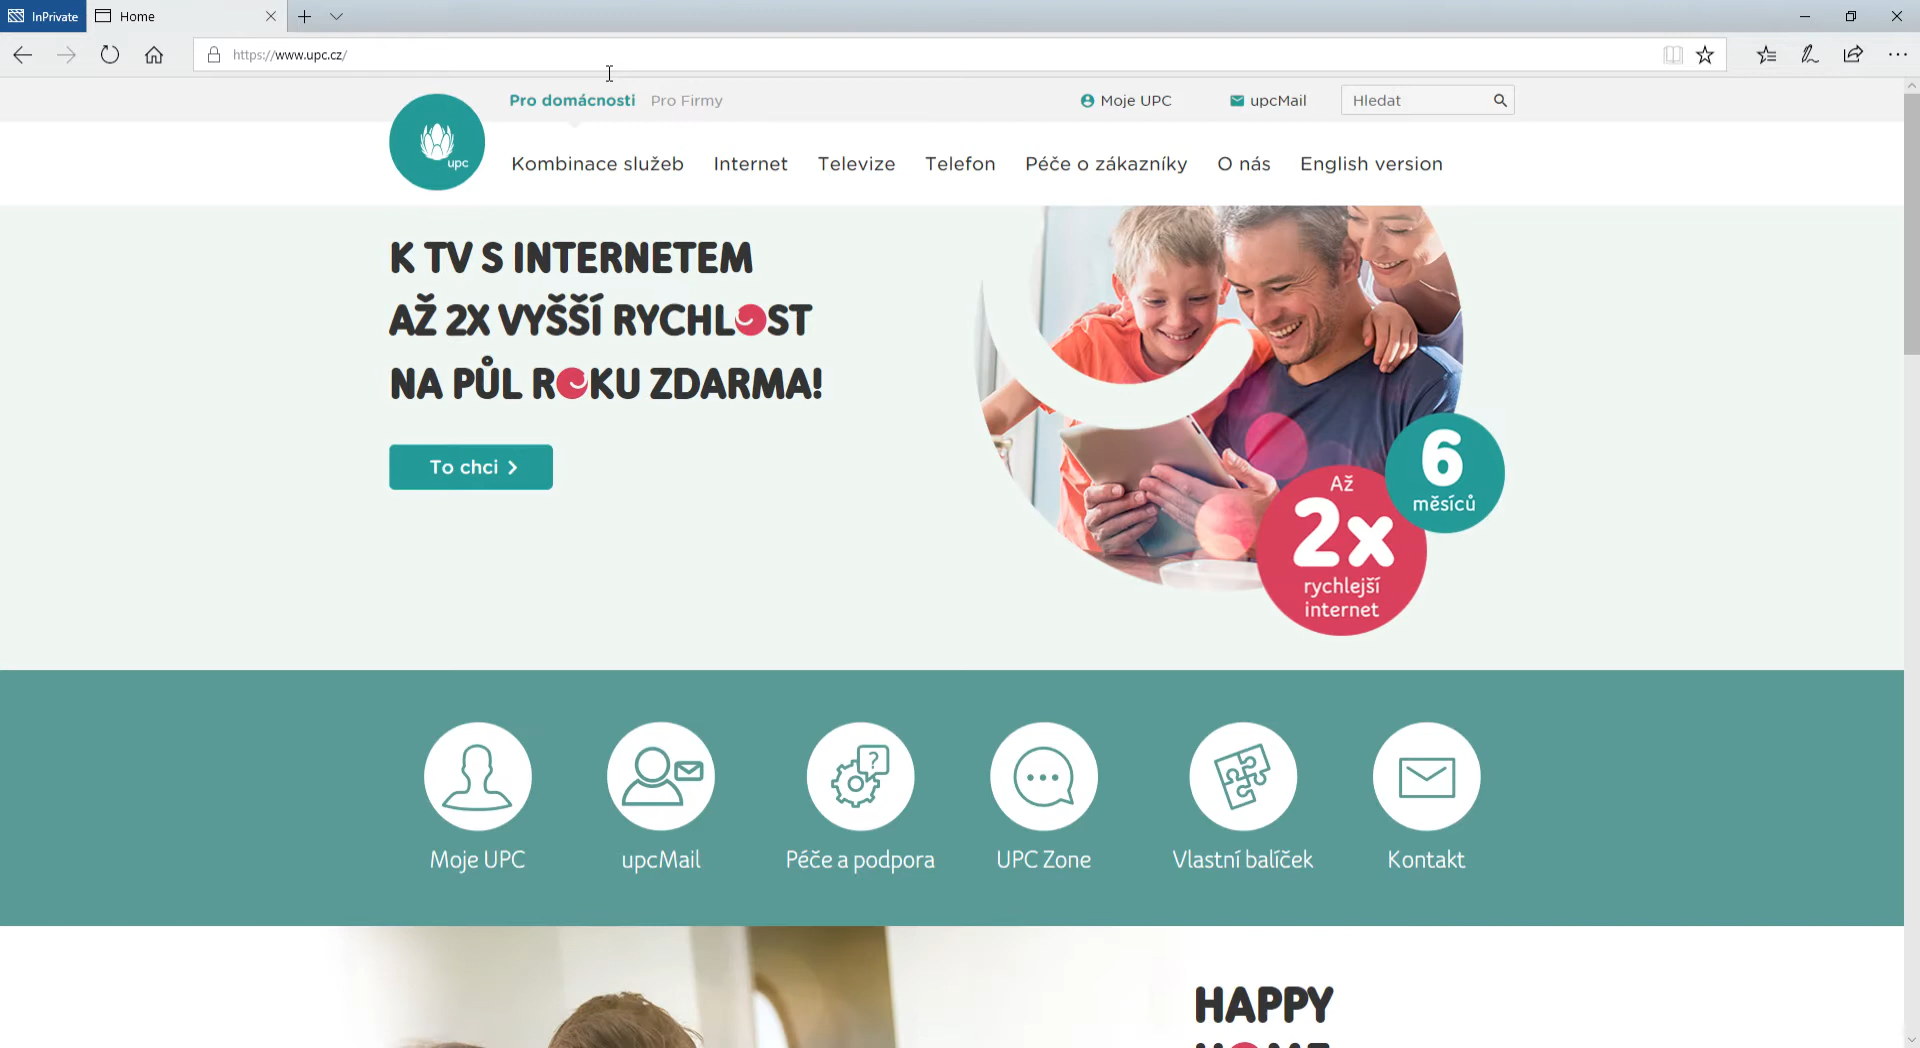 InPrivate
Home
https://www.upc.cz/
Pro domácnosti
Pro Firmy
Moje UPC
upcMail
Hledat
upc
Kombinace služeb
Internet
Televize
Telefon
Péče o zákazníky
O nás
English version
K TV S INTERNETEM
AŽ 2X VYŠŠÍ RYCHLOST
NA PŮL ROKU ZDARMA!
To chci
6
měsíců
Až
2x
rychlejší
internet
Moje UPC
upcMail
Péče a podpora
UPC Zone
Vlastní balíček
Kontakt
HAPPY
HOME